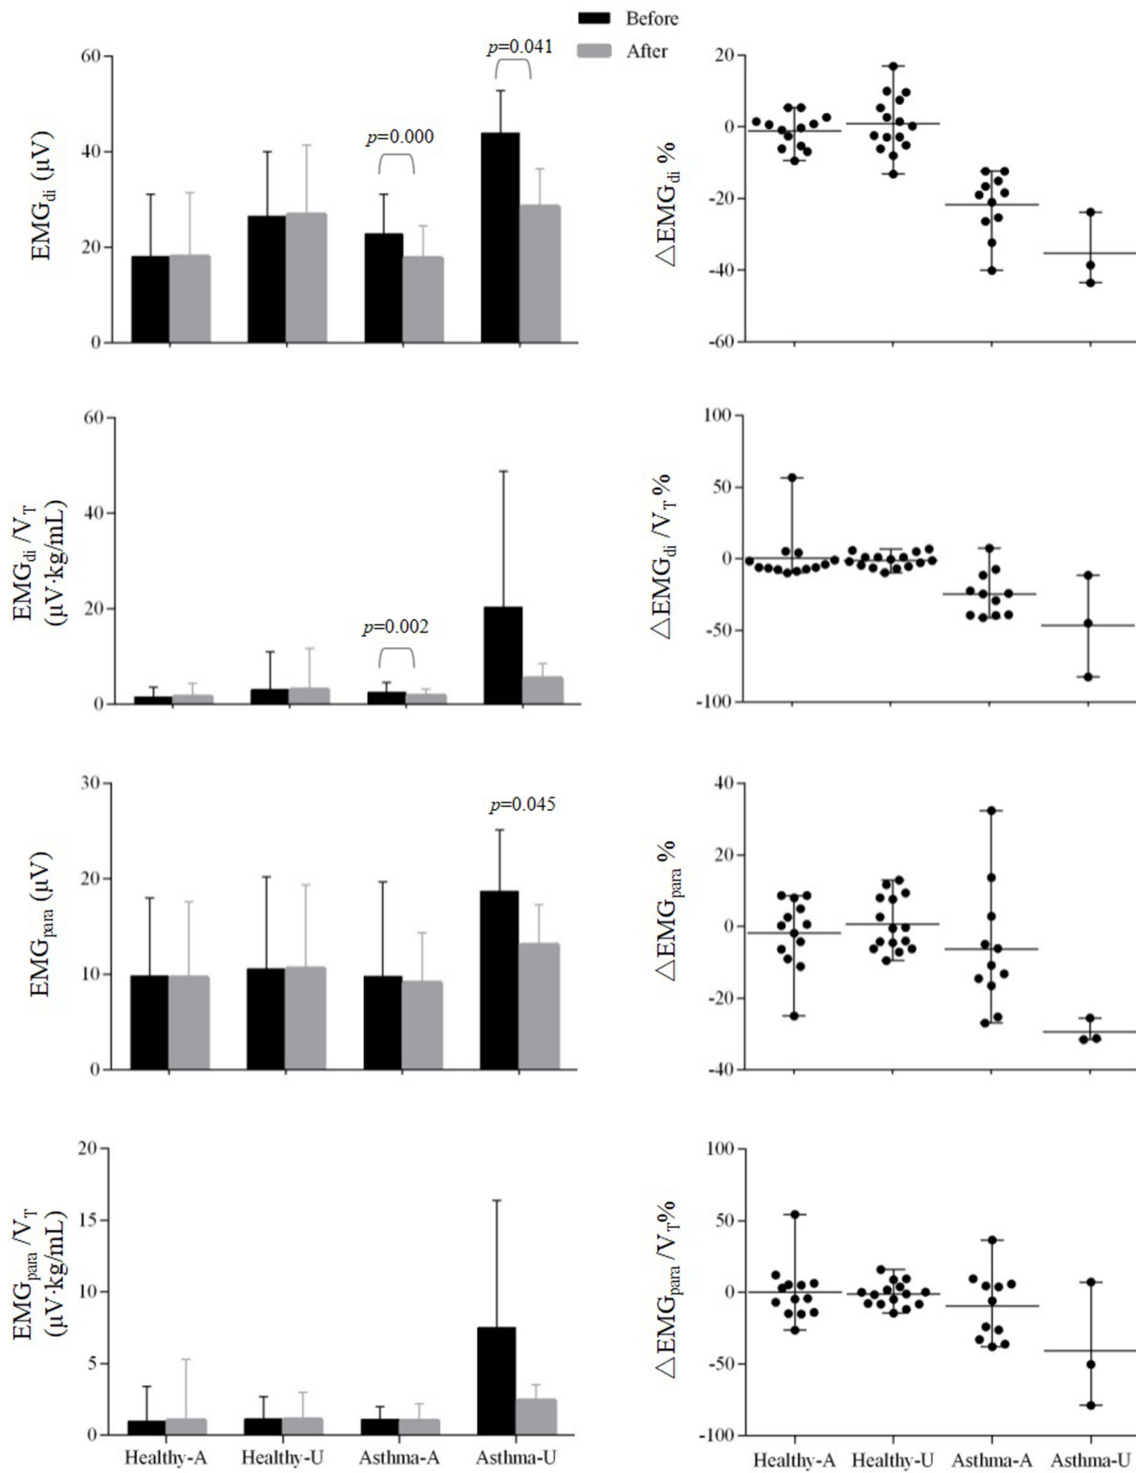 Before
After
60
40
20
0
EMGdi (μV)
p=0.000
p=0.041
20
0
-20
-40
-60
△EMGdi %
60
40
20
0
EMGdi /VT
(μV·kg/mL)
p=0.002
100
50
0
-50
-100
△EMGdi /VT %
30
20
10
0
EMGpara (μV)
p=0.045
40
20
0
-20
-40
△EMGpara %
20
15
10
5
0
EMGpara /VT
(μV·kg/mL)
Healthy-A Healthy-U Asthma-A Asthma-U
100
50
0
-50
-100
△EMGpara /VT%
Healthy-A Healthy-U Asthma-A Asthma-U